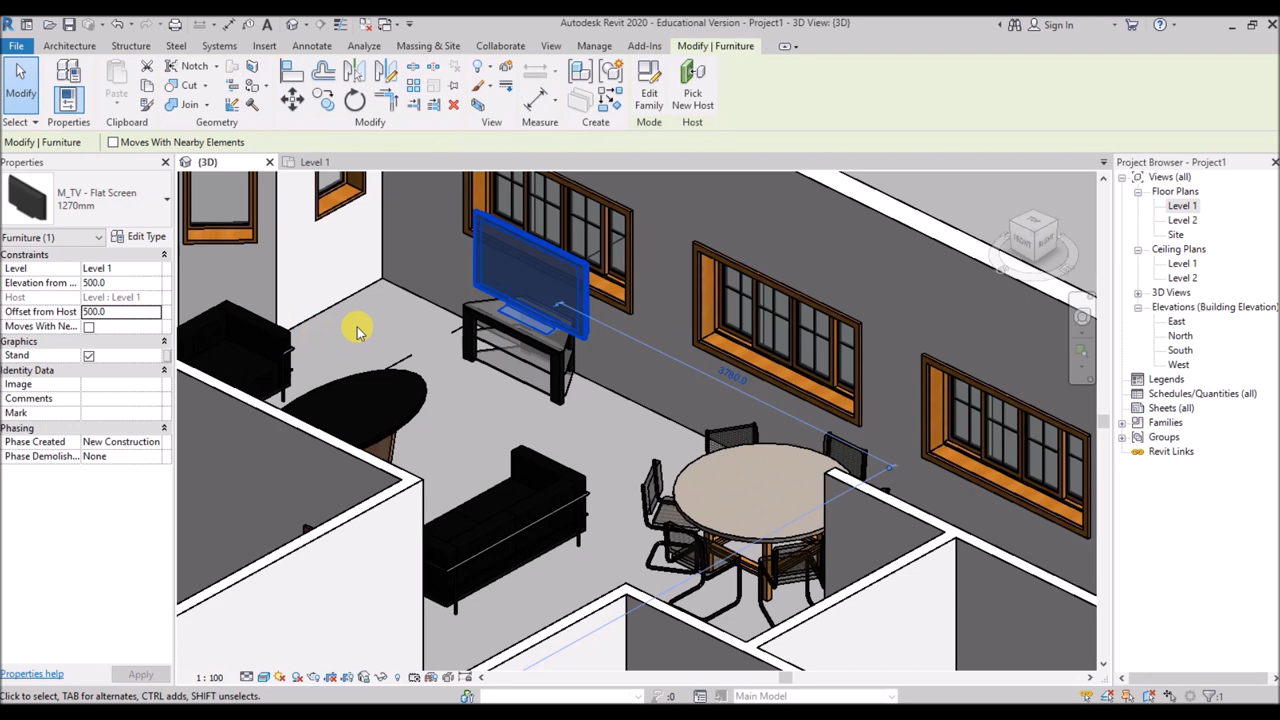 Autodesk Revit 2020 - Educational Version - Project1 - 3D View: {3D}
Sign In
File Architecture Structure Steel Systems Insert Annotate Analyze Massing & Site Collaborate View Manage Add-Ins Modify | Furniture
Modify
Select
Properties
Paste
Clipboard
Notch
Cut
Join
Geometry
Modify
View
Measure
Create
Edit
Family
Mode
Pick
New Host
Host
Modify | Furniture
Moves With Nearby Elements
Properties
{3D}
Level 1
Project Browser - Project1
M_TV - Flat Screen
1270mm
Furniture (1)
Edit Type
Constraints
Level Level 1
Elevation from ... 500.0
Host Level : Level 1
Offset from Host 500.0
Moves With Ne...
Graphics
Stand
Identity Data
Image
Comments
Mark
Phasing
Phase Created New Construction
Phase Demolish... None
Properties help
Apply
3780.0
TOP
FRONT
RIGHT
Views (all)
Floor Plans
Level 1
Level 2
Site
Ceiling Plans
Level 1
Level 2
3D Views
Elevations (Building Elevation)
East
North
South
West
Legends
Schedules/Quantities (all)
Sheets (all)
Families
Groups
Revit Links
1 : 100
Click to select, TAB for alternates, CTRL adds, SHIFT unselects.
:0
Main Model
:1